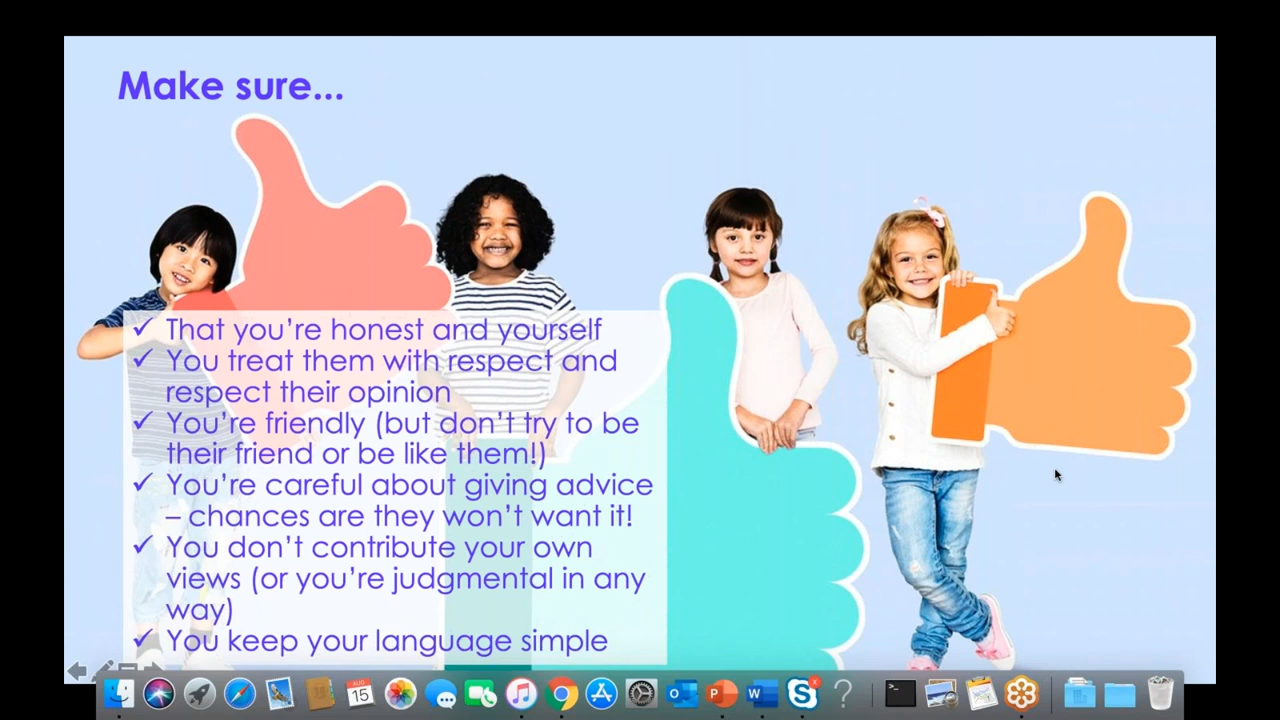 Make sure...
✓ That you're honest and yourself
✓ You treat them with respect and
respect their opinion
✓ You're friendly (but don't try to be
their friend or be like them!)
✓ You're careful about giving advice
– chances are they won't want it!
✓ You don't contribute your own
views (or you're judgmental in any
way)
✓ You keep your language simple
AUG
15